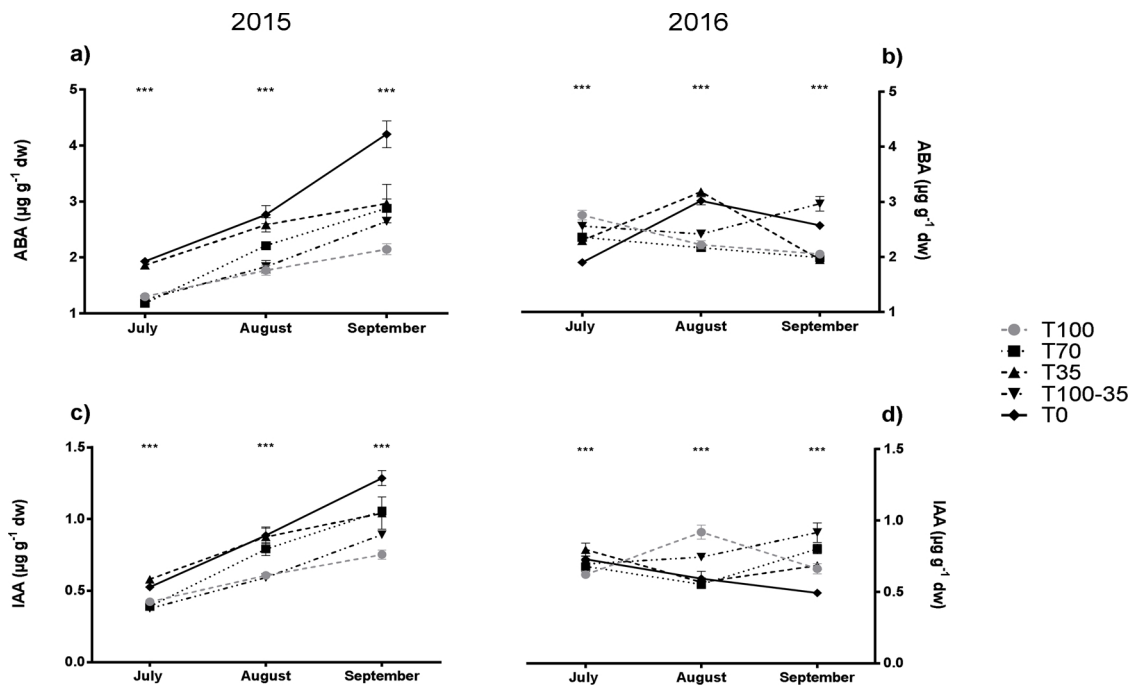 2015
2016
a)
b)
***
***
***
***
***
***
5
4
3
2
1
ABA (µg g-1 dw)
July
August
September
July
August
September
5
4
3
2
1
ABA (µg g-1 dw)
T100
T70
T35
T100-35
T0
c)
d)
***
***
***
***
***
***
1.5
1.0
0.5
0.0
IAA (µg g-1 dw)
July
August
September
July
August
September
1.5
1.0
0.5
0.0
IAA (µg g-1 dw)